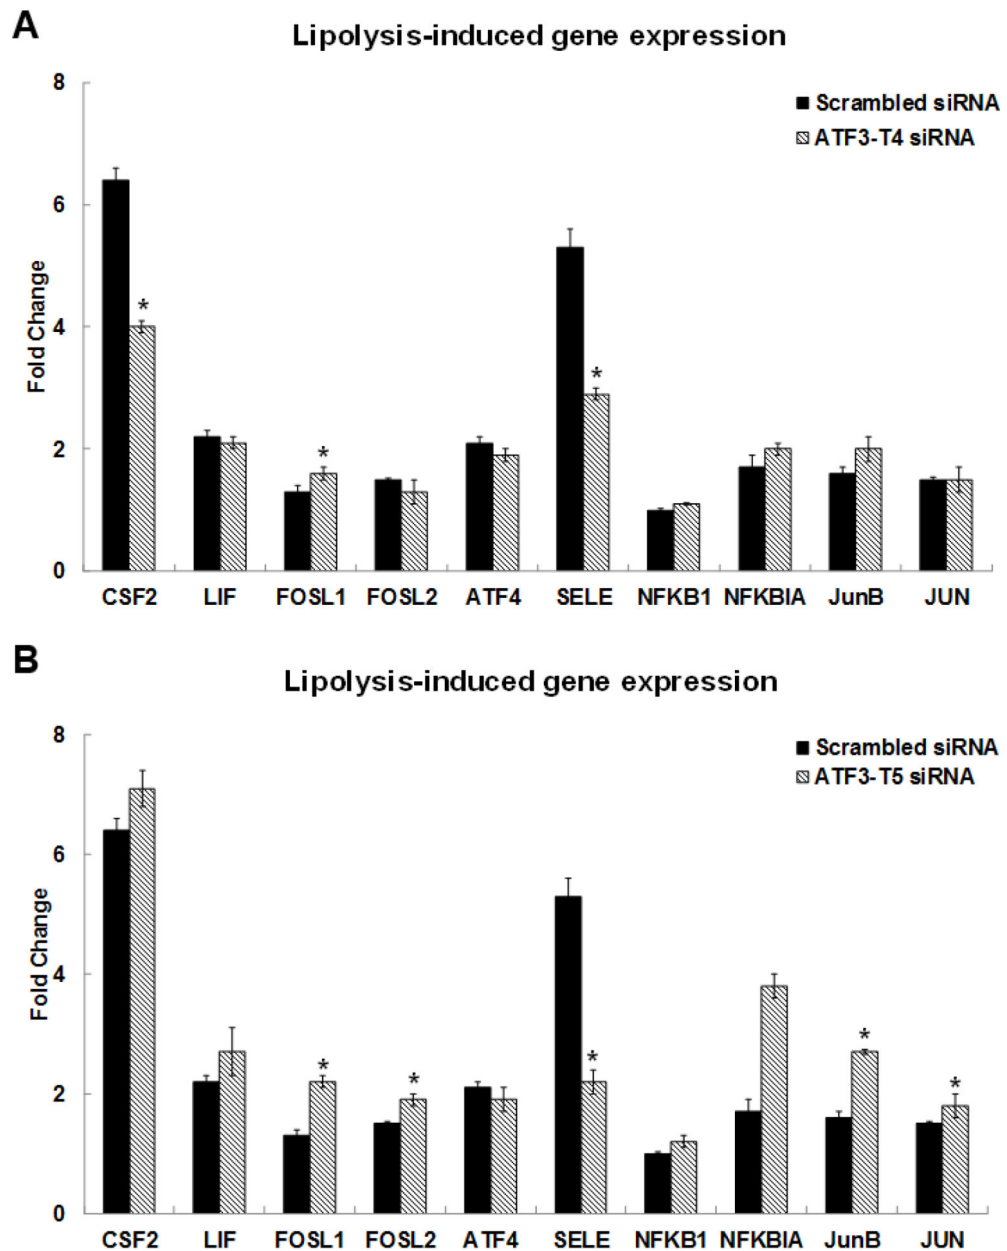 A
Lipolysis-induced gene expression
8
Scrambled siRNA
ATF3-T4 siRNA
6
*
4
*
Fold Change
*
2
0
CSF2 LIF FOSL1 FOSL2 ATF4 SELE NFKB1 NFKBIA JunB JUN
B
Lipolysis-induced gene expression
8
Scrambled siRNA
ATF3-T5 siRNA
6
4
Fold Change
* * * * *
2
0
CSF2 LIF FOSL1 FOSL2 ATF4 SELE NFKB1 NFKBIA JunB JUN